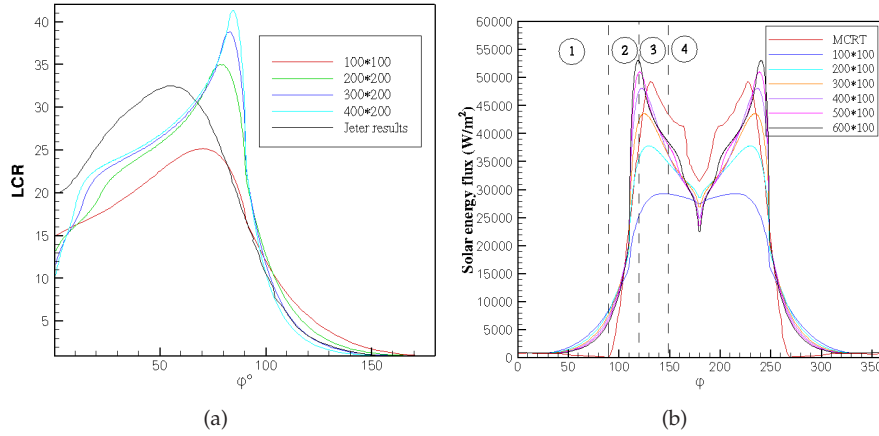 40
35
30
25
20
15
10
5
LCR
100*100
200*200
300*200
400*200
Jeter results
50 100 150
φ°
(a)
60000
55000
50000
45000
40000
35000
30000
25000
20000
15000
10000
5000
0
Solar energy flux (W/m²)
1 2 3 4
MCRT
100*100
200*100
300*100
400*100
500*100
600*100
0 50 100 150 200 250 300 350
φ
(b)